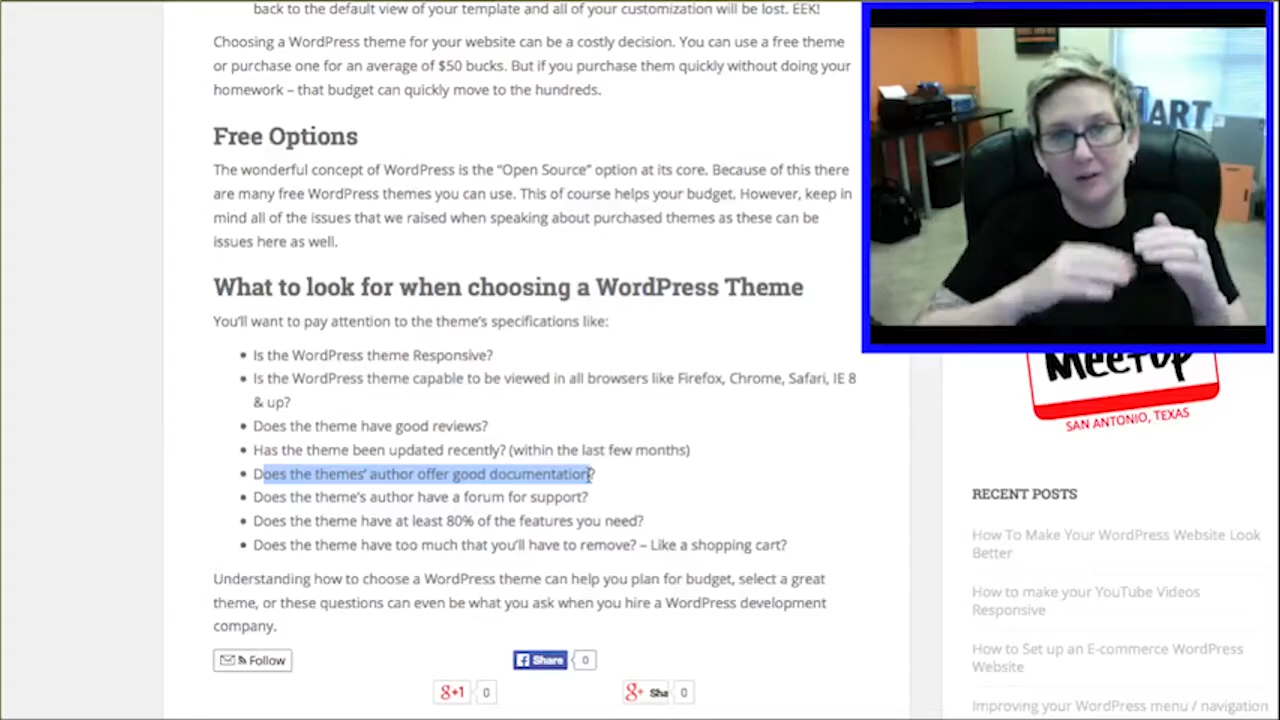 back to the default view of your template and all of your customization will be lost. EEK!
Choosing a WordPress theme for your website can be a costly decision. You can use a free theme
or purchase one for an average of $50 bucks. But if you purchase them quickly without doing your
homework – that budget can quickly move to the hundreds.
Free Options
The wonderful concept of WordPress is the “Open Source” option at its core. Because of this there
are many free WordPress themes you can use. This of course helps your budget. However, keep in
mind all of the issues that we raised when speaking about purchased themes as these can be
issues here as well.
What to look for when choosing a WordPress Theme
You’ll want to pay attention to the theme’s specifications like:
• Is the WordPress theme Responsive?
• Is the WordPress theme capable to be viewed in all browsers like Firefox, Chrome, Safari, IE 8
& up?
• Does the theme have good reviews?
• Has the theme been updated recently? (within the last few months)
• Does the themes’ author offer good documentation?
• Does the theme’s author have a forum for support?
• Does the theme have at least 80% of the features you need?
• Does the theme have too much that you’ll have to remove? – Like a shopping cart?
Understanding how to choose a WordPress theme can help you plan for budget, select a great
theme, or these questions can even be what you ask when you hire a WordPress development
company.
Follow
Share 0
g+1 0
g+ Sha 0
ART
Meetup
SAN ANTONIO, TEXAS
RECENT POSTS
How To Make Your WordPress Website Look
Better
How to make your YouTube Videos
Responsive
How to Set up an E-commerce WordPress
Website
Improving your WordPress menu / navigation